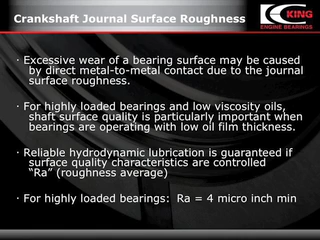 Crankshaft Journal Surface Roughness
KING
ENGINE BEARINGS
· Excessive wear of a bearing surface may be caused
by direct metal-to-metal contact due to the journal
surface roughness.
· For highly loaded bearings and low viscosity oils,
shaft surface quality is particularly important when
bearings are operating with low oil film thickness.
· Reliable hydrodynamic lubrication is guaranteed if
surface quality characteristics are controlled
“Ra” (roughness average)
· For highly loaded bearings: Ra = 4 micro inch min